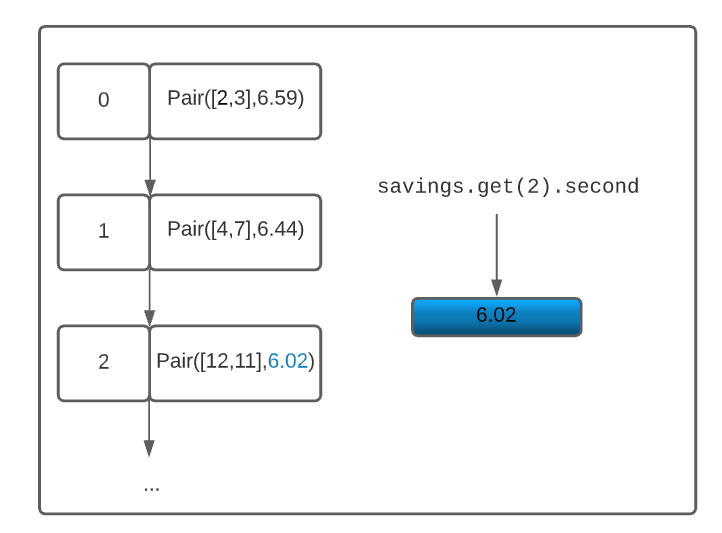 0
Pair([2,3],6.59)
1
Pair([4,7],6.44)
2
Pair([12,11],6.02)
...
savings.get(2).second
6.02